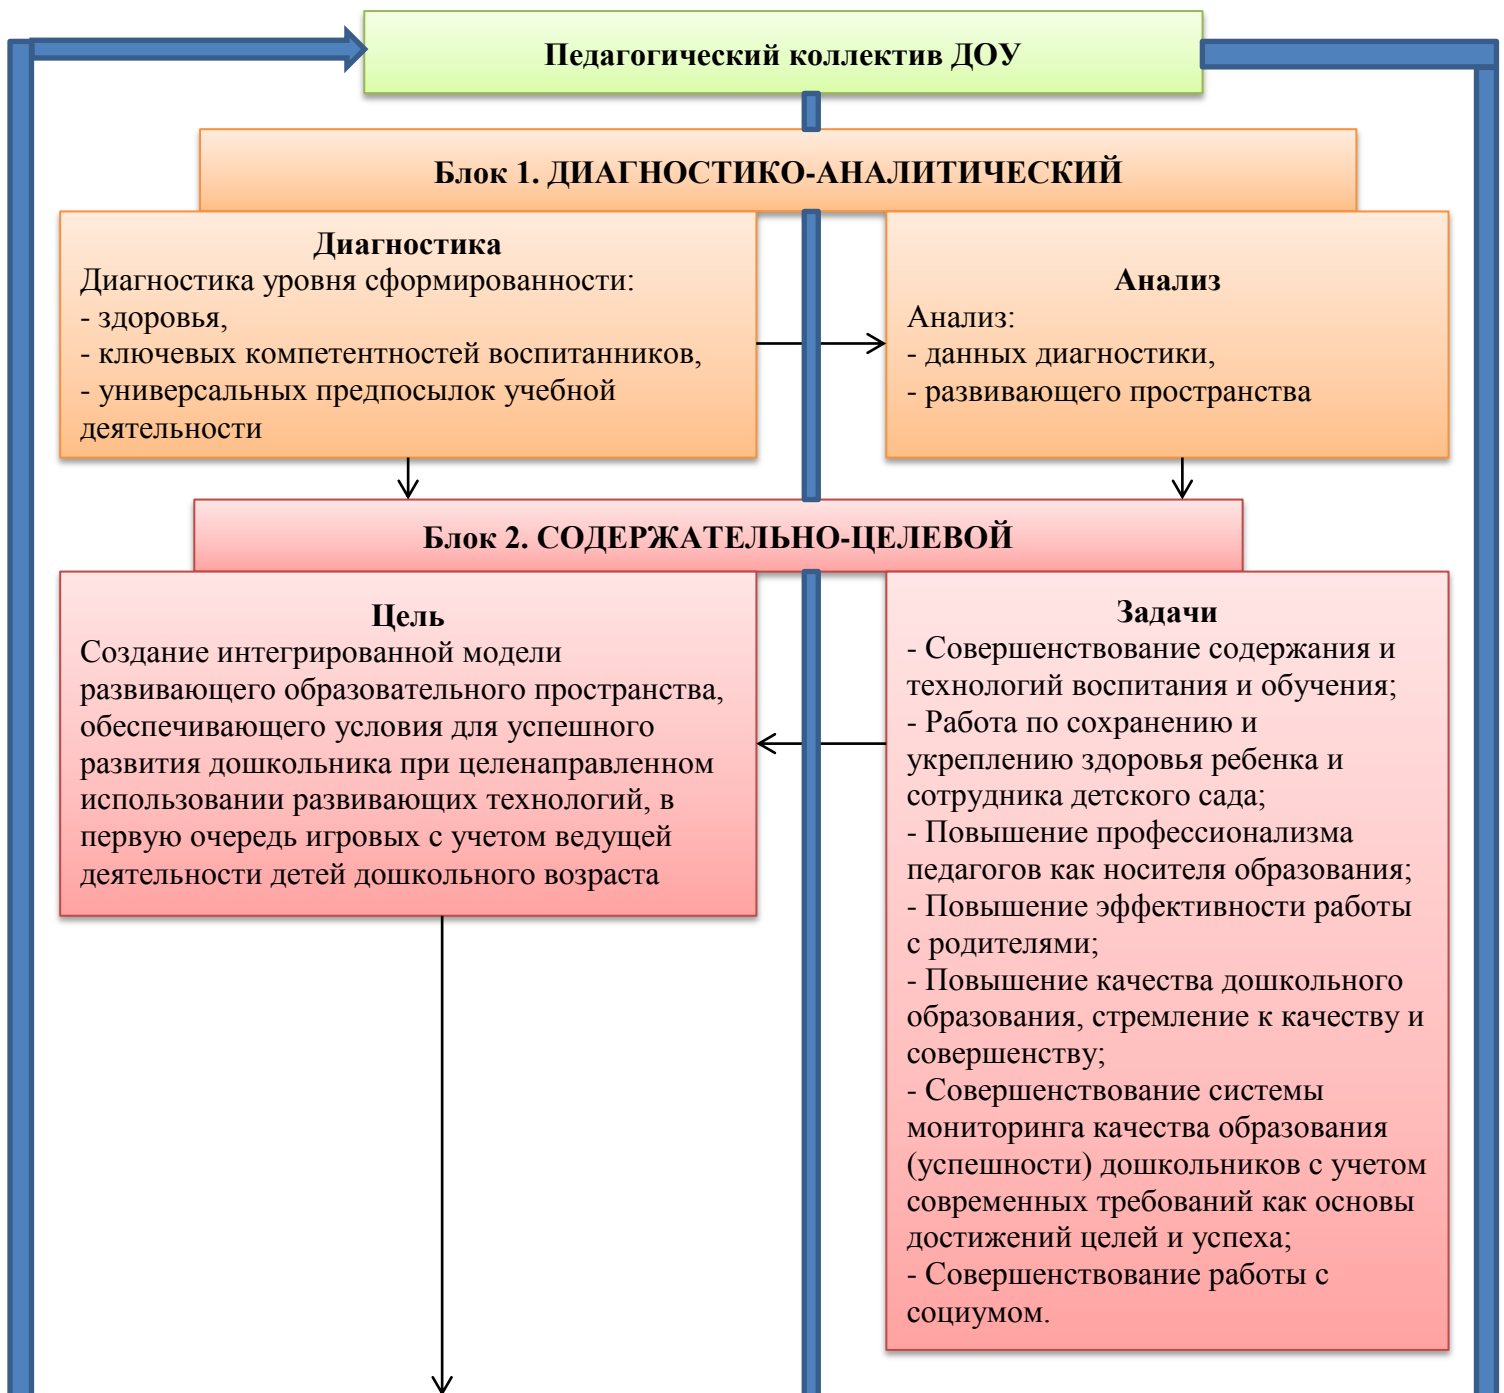 Педагогический коллектив ДОУ
Блок 1. ДИАГНОСТИКО-АНАЛИТИЧЕСКИЙ
Диагностика
Диагностика уровня сформированности:
- здоровья,
- ключевых компетентностей воспитанников,
- универсальных предпосылок учебной
деятельности
Анализ
Анализ:
- данных диагностики,
- развивающего пространства
Блок 2. СОДЕРЖАТЕЛЬНО-ЦЕЛЕВОЙ
Цель
Создание интегрированной модели
развивающего образовательного пространства,
обеспечивающего условия для успешного
развития дошкольника при целенаправленном
использовании развивающих технологий, в
первую очередь игровых с учетом ведущей
деятельности детей дошкольного возраста
Задачи
- Совершенствование содержания и
технологий воспитания и обучения;
- Работа по сохранению и
укреплению здоровья ребенка и
сотрудника детского сада;
- Повышение профессионализма
педагогов как носителя образования;
- Повышение эффективности работы
с родителями;
- Повышение качества дошкольного
образования, стремление к качеству и
совершенству;
- Совершенствование системы
мониторинга качества образования
(успешности) дошкольников с учетом
современных требований как основы
достижений целей и успеха;
- Совершенствование работы с
социумом.